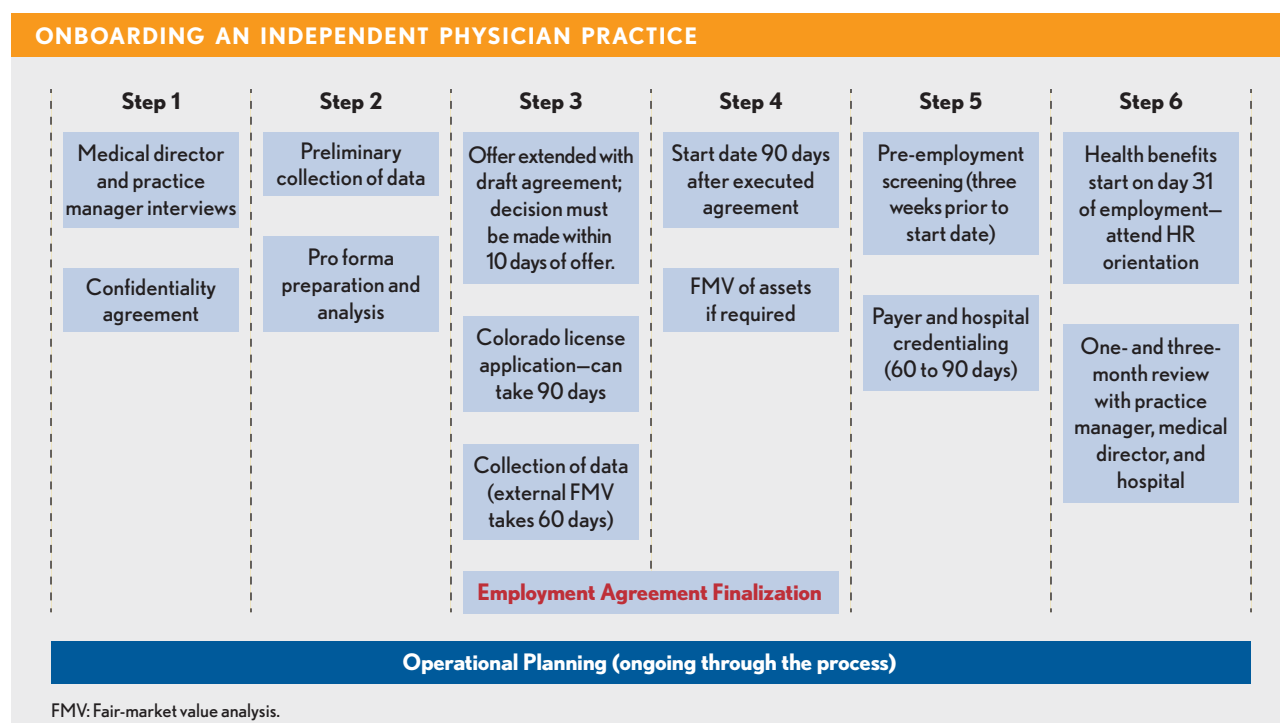 ONBOARDING AN INDEPENDENT PHYSICIAN PRACTICE
Step 1
Medical director
and practice
manager interviews
Confidentiality
agreement
Step 2
Preliminary
collection of data
Pro forma
preparation and
analysis
Step 3
Offer extended with
draft agreement;
decision must
be made within
10 days of offer.
Colorado license
application—can
take 90 days
Collection of data
(external FMV
takes 60 days)
Step 4
Start date 90 days
after executed
agreement
FMV of assets
if required
Employment Agreement Finalization
Step 5
Pre-employment
screening (three
weeks prior to
start date)
Payer and hospital
credentialing
(60 to 90 days)
Step 6
Health benefits
start on day 31
of employment—
attend HR
orientation
One- and three-
month review
with practice
manager, medical
director, and
hospital
Operational Planning (ongoing through the process)
FMV: Fair-market value analysis.